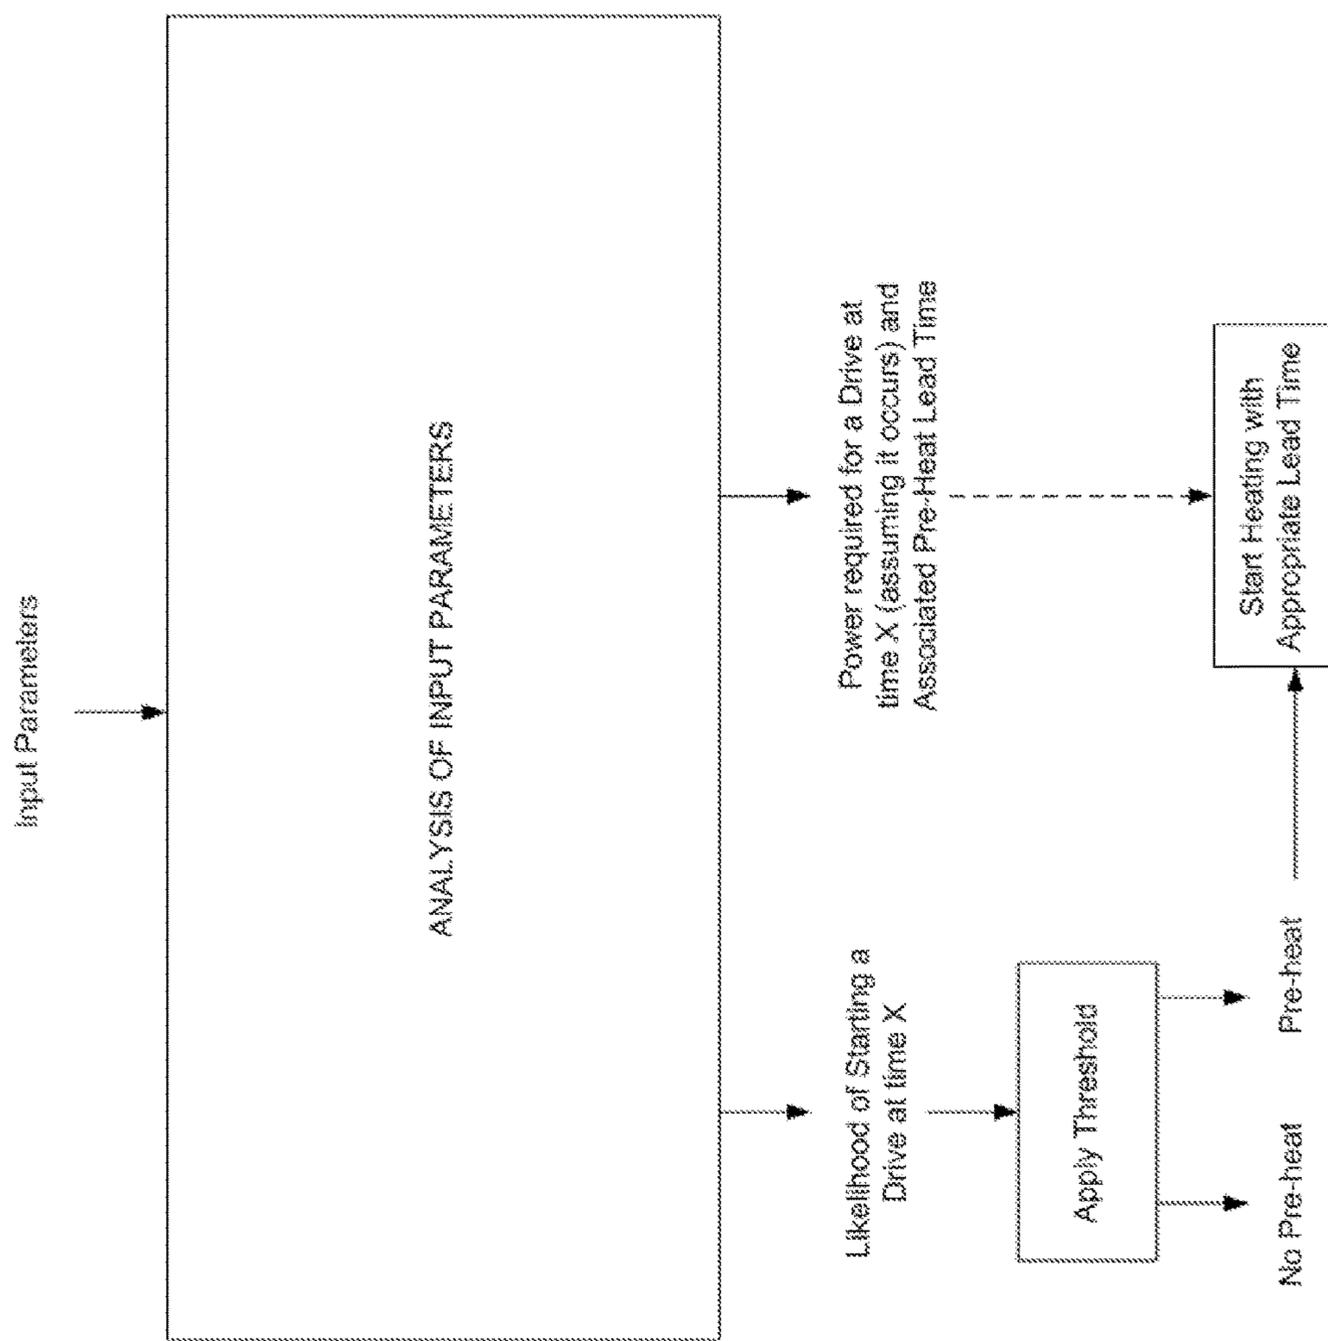 Input Parameters
ANALYSIS OF INPUT PARAMETERS
Likelihood of Starting a
Drive at time X
Power required for a Drive at
time X (assuming it occurs) and
Associated Pre-Heat Lead Time
Apply Threshold
No Pre-heat
Pre-heat
Start Heating with
Appropriate Lead Time